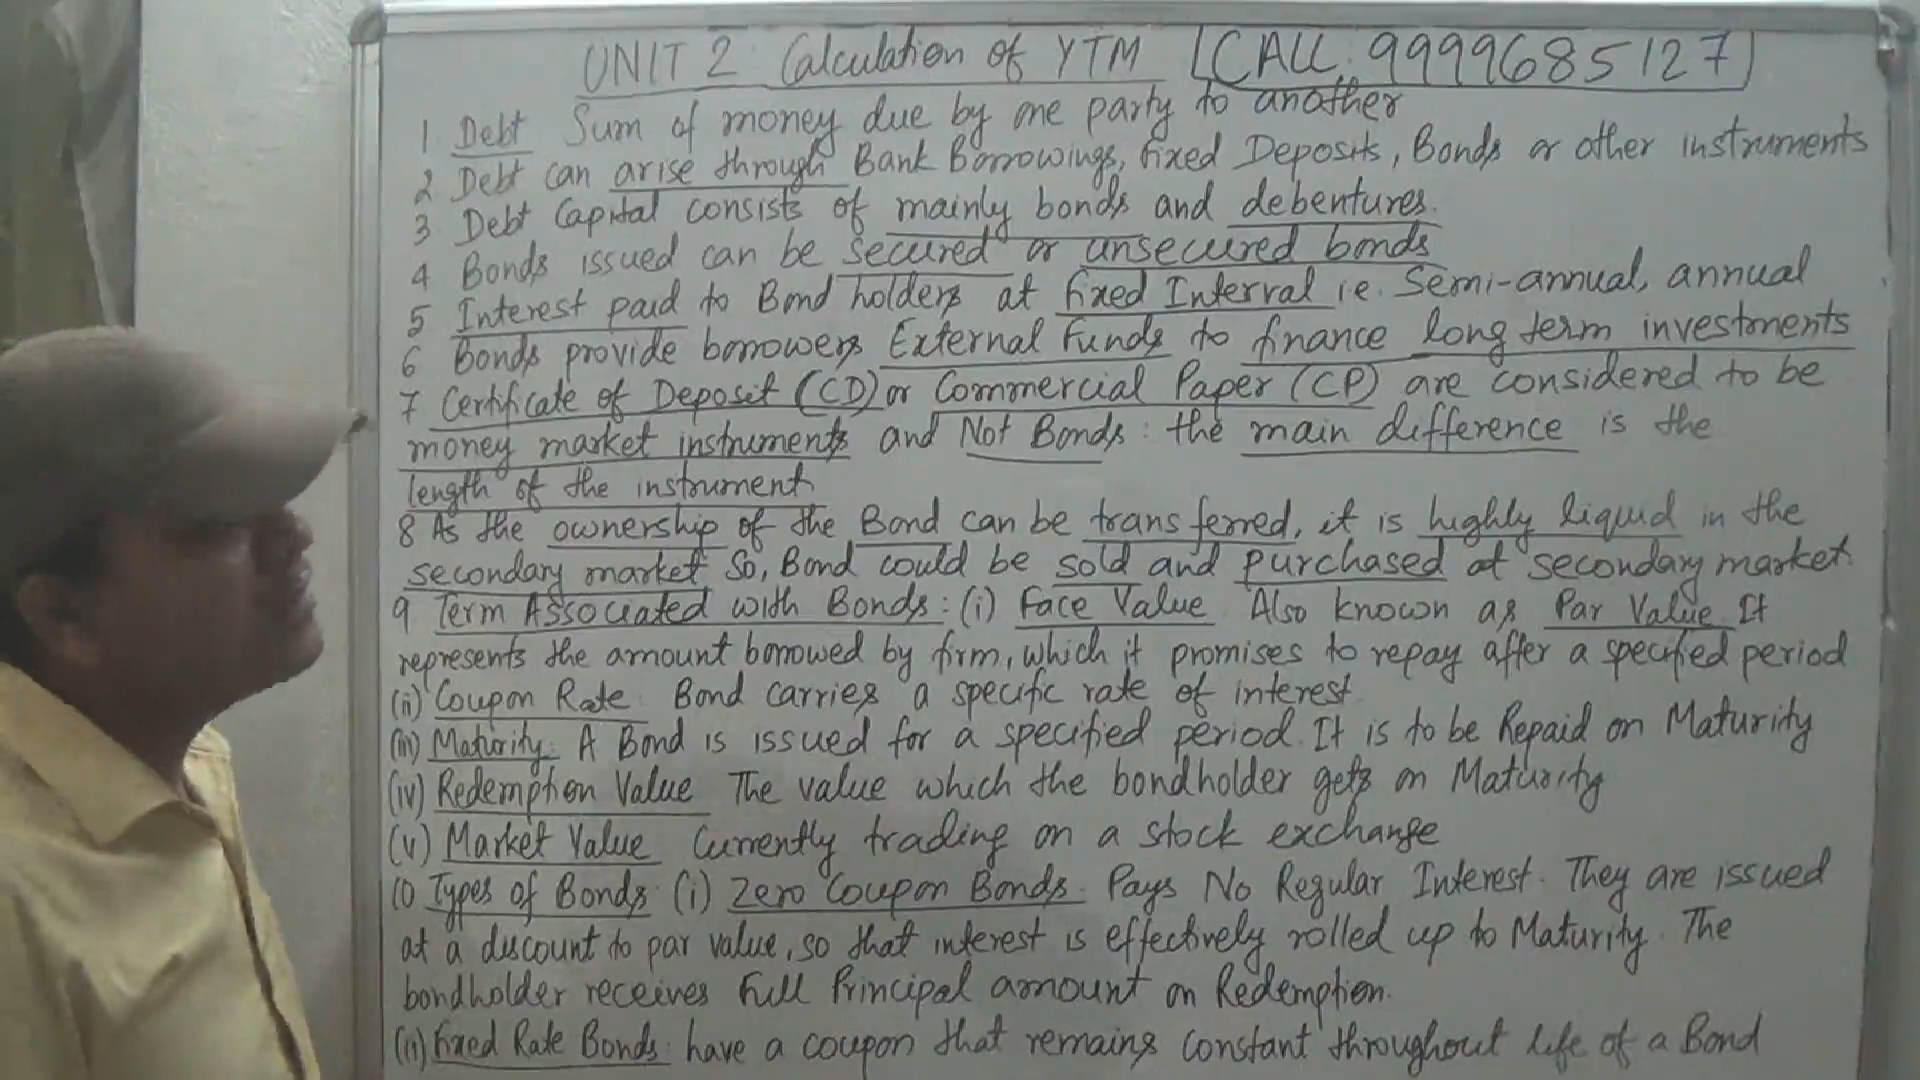 UNIT 2 Calculation of YTM [CALL: 9999685127]
1 Debt Sum of money due by one party to another
2 Debt can arise through Bank Borrowings, fixed Deposits, Bonds or other instruments
3 Debt Capital consists of mainly bonds and debentures.
4 Bonds issued can be secured or unsecured bonds
5 Interest paid to Bond holders at fixed Interval i.e. Semi-annual, annual
6 Bonds provide borrowers External Funds to finance long term investments
7 Certificate of Deposit (CD) or Commercial Paper (CP) are considered to be
money market instruments and Not Bonds: the main difference is the
length of the instrument
8 As the ownership of the Bond can be transferred, it is highly liquid in the
secondary market So, Bond could be sold and purchased at secondary market.
9 Term Associated with Bonds: (i) Face Value Also known as Par Value It
represents the amount borrowed by firm, which it promises to repay after a specified period
(ii) Coupon Rate: Bond carries a specific rate of interest
(iii) Maturity: A Bond is issued for a specified period. It is to be Repaid on Maturity
(iv) Redemption Value The value which the bondholder gets on Maturity
(v) Market Value Currently trading on a stock exchange
10 Types of Bonds: (i) Zero Coupon Bonds: Pays No Regular Interest. They are issued
at a discount to par value, so that interest is effectively rolled up to Maturity. The
bondholder receives Full Principal amount on Redemption.
(ii) Fixed Rate Bonds: have a coupon that remains constant throughout life of a Bond